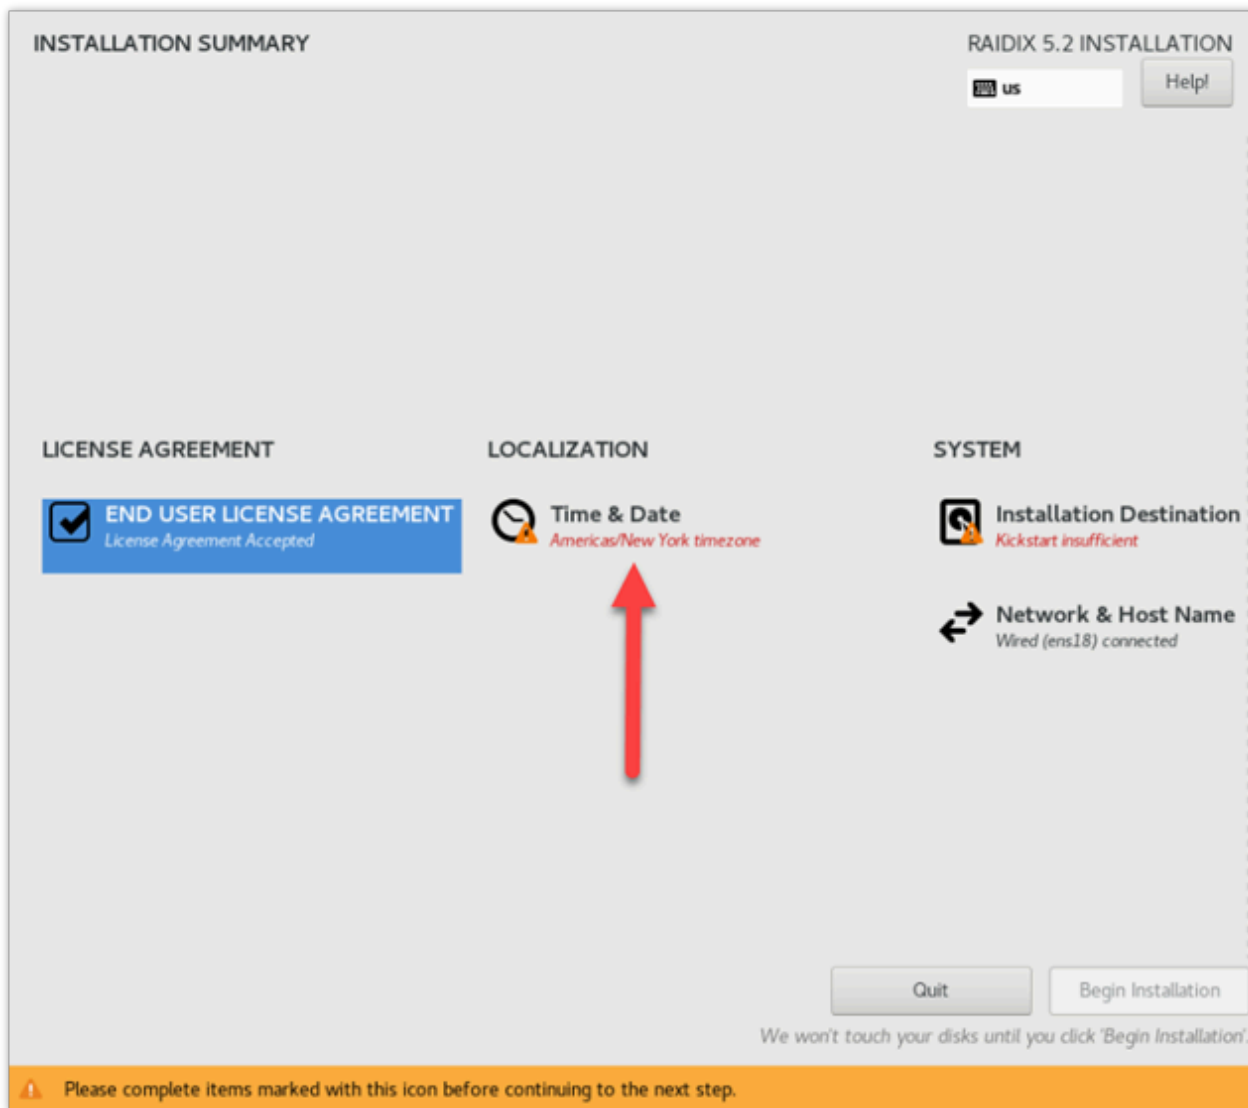 INSTALLATION SUMMARY
RAIDIX 5.2 INSTALLATION
us
Help!
LICENSE AGREEMENT
END USER LICENSE AGREEMENT
License Agreement Accepted
LOCALIZATION
Time & Date
Americas/New York timezone
SYSTEM
Installation Destination
Kickstart insufficient
Network & Host Name
Wired (ens18) connected
Quit
Begin Installation
We won't touch your disks until you click 'Begin Installation'.
Please complete items marked with this icon before continuing to the next step.